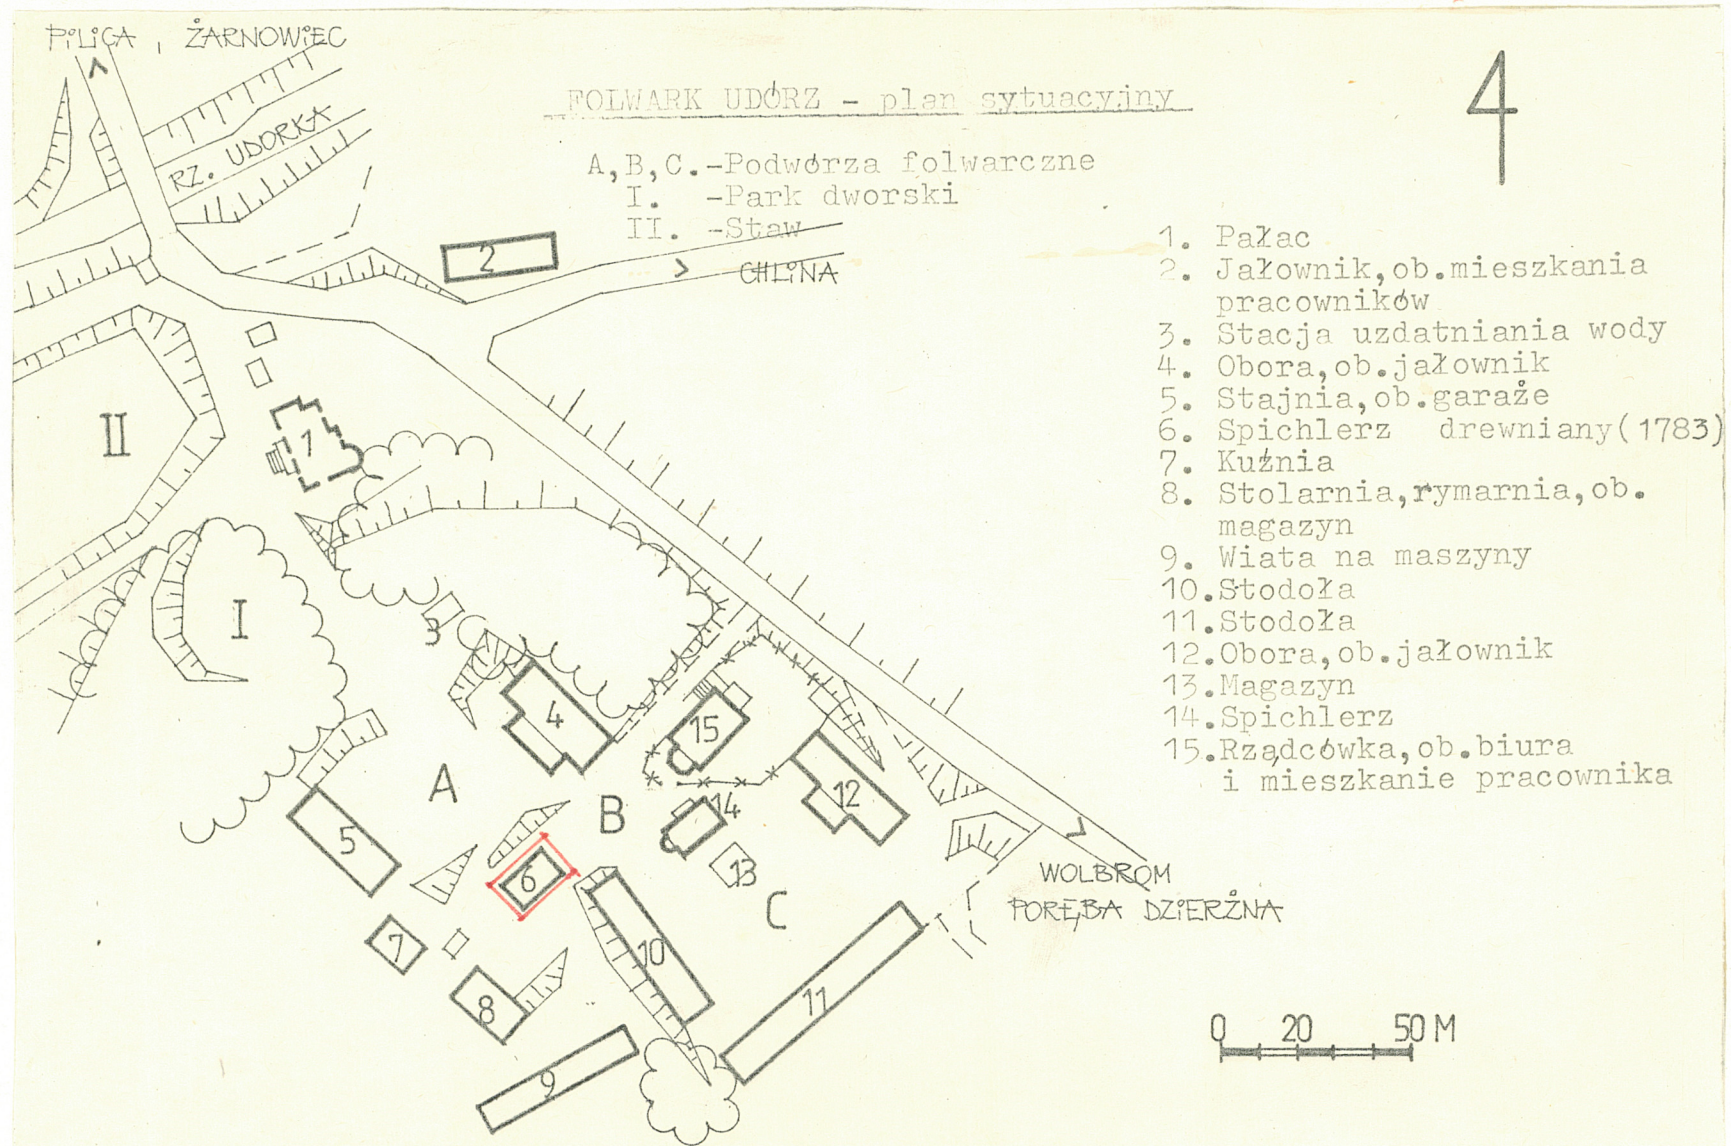 PILICA, ŻARNOWIEC
RZ. UDORKA
FOLWARK UDÓRZ - plan sytuacyjny
A,B,C.-Podwórza folwarczne
I. -Park dworski
II. -Staw
CHLINA
1. Pałac
2. Jałownik,ob.mieszkania
pracowników
3. Stacja uzdatniania wody
4. Obora,ob.jałownik
5. Stajnia,ob.garaże
6. Spichlerz drewniany(1783)
7. Kuźnia
8. Stolarnia,rymarnia,ob.
magazyn
9. Wiata na maszyny
10.Stodoła
11.Stodoła
12.Obora,ob.jałownik
13.Magazyn
14.Spichlerz
15.Rządcówka,ob.biura
i mieszkanie pracownika
2
1
II
I
3
4
15
A
B
5
14
12
6
13
C
7
10
8
11
9
WOLBROM
PORĘBA DZIERŻNA
0 20 50 M